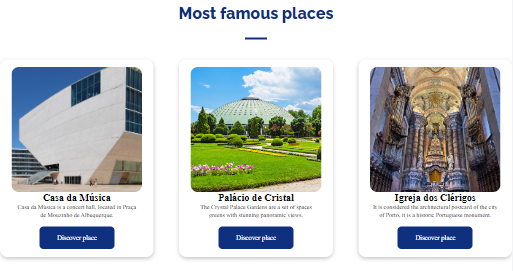 Most famous places
Casa da Música
Casa da Música is a concert hall, located in Praça
de Mouzinho de Albuquerque.
Discover place
Palácio de Cristal
The Crystal Palace Gardens are a set of spaces
greens with stunning panoramic views.
Discover place
Igreja dos Clérigos
It is considered the architectural postcard of the city
of Porto, it is a historic Portuguese monument.
Discover place